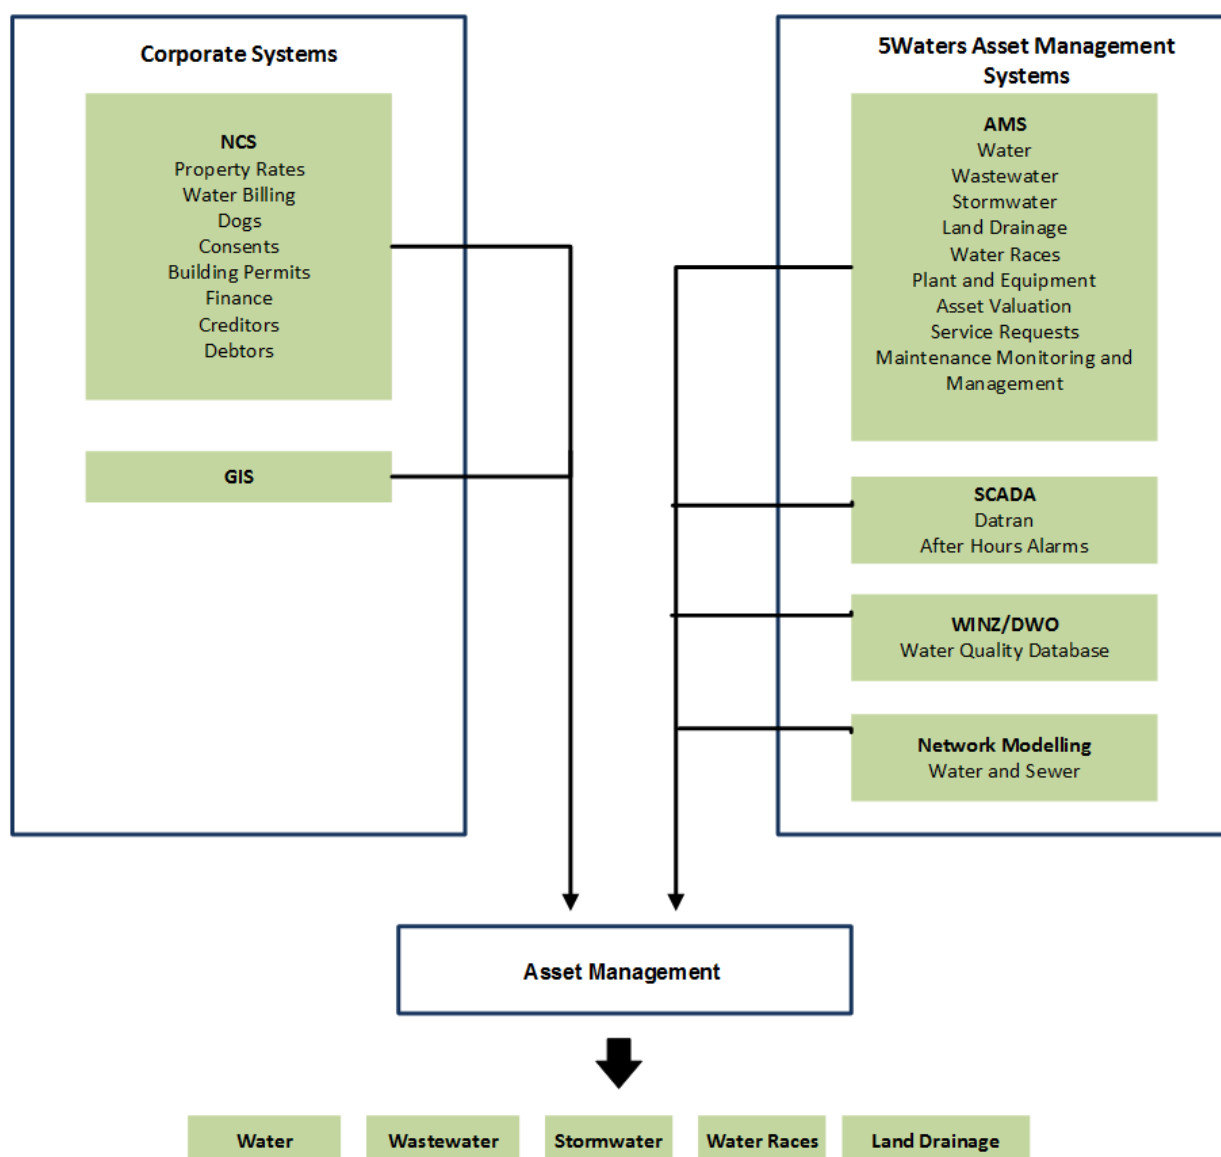 Corporate Systems
NCS
Property Rates
Water Billing
Dogs
Consents
Building Permits
Finance
Creditors
Debtors
GIS
5Waters Asset Management
Systems
AMS
Water
Wastewater
Stormwater
Land Drainage
Water Races
Plant and Equipment
Asset Valuation
Service Requests
Maintenance Monitoring and
Management
SCADA
Datran
After Hours Alarms
WINZ/DWO
Water Quality Database
Network Modelling
Water and Sewer
Asset Management
Water
Wastewater
Stormwater
Water Races
Land Drainage